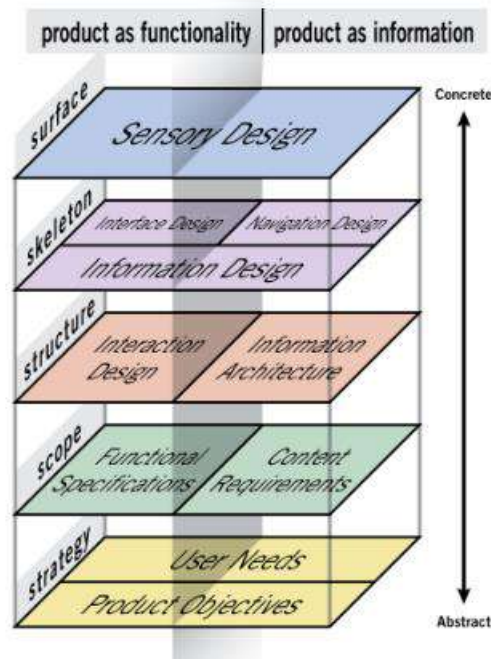 product as functionality | product as information
Concrete
surface
Sensory Design
skeleton
Interface Design
Navigation Design
Information Design
structure
Interaction
Design
Information
Architecture
scope
Functional
Specifications
Content
Requirements
strategy
User Needs
Product Objectives
Abstract